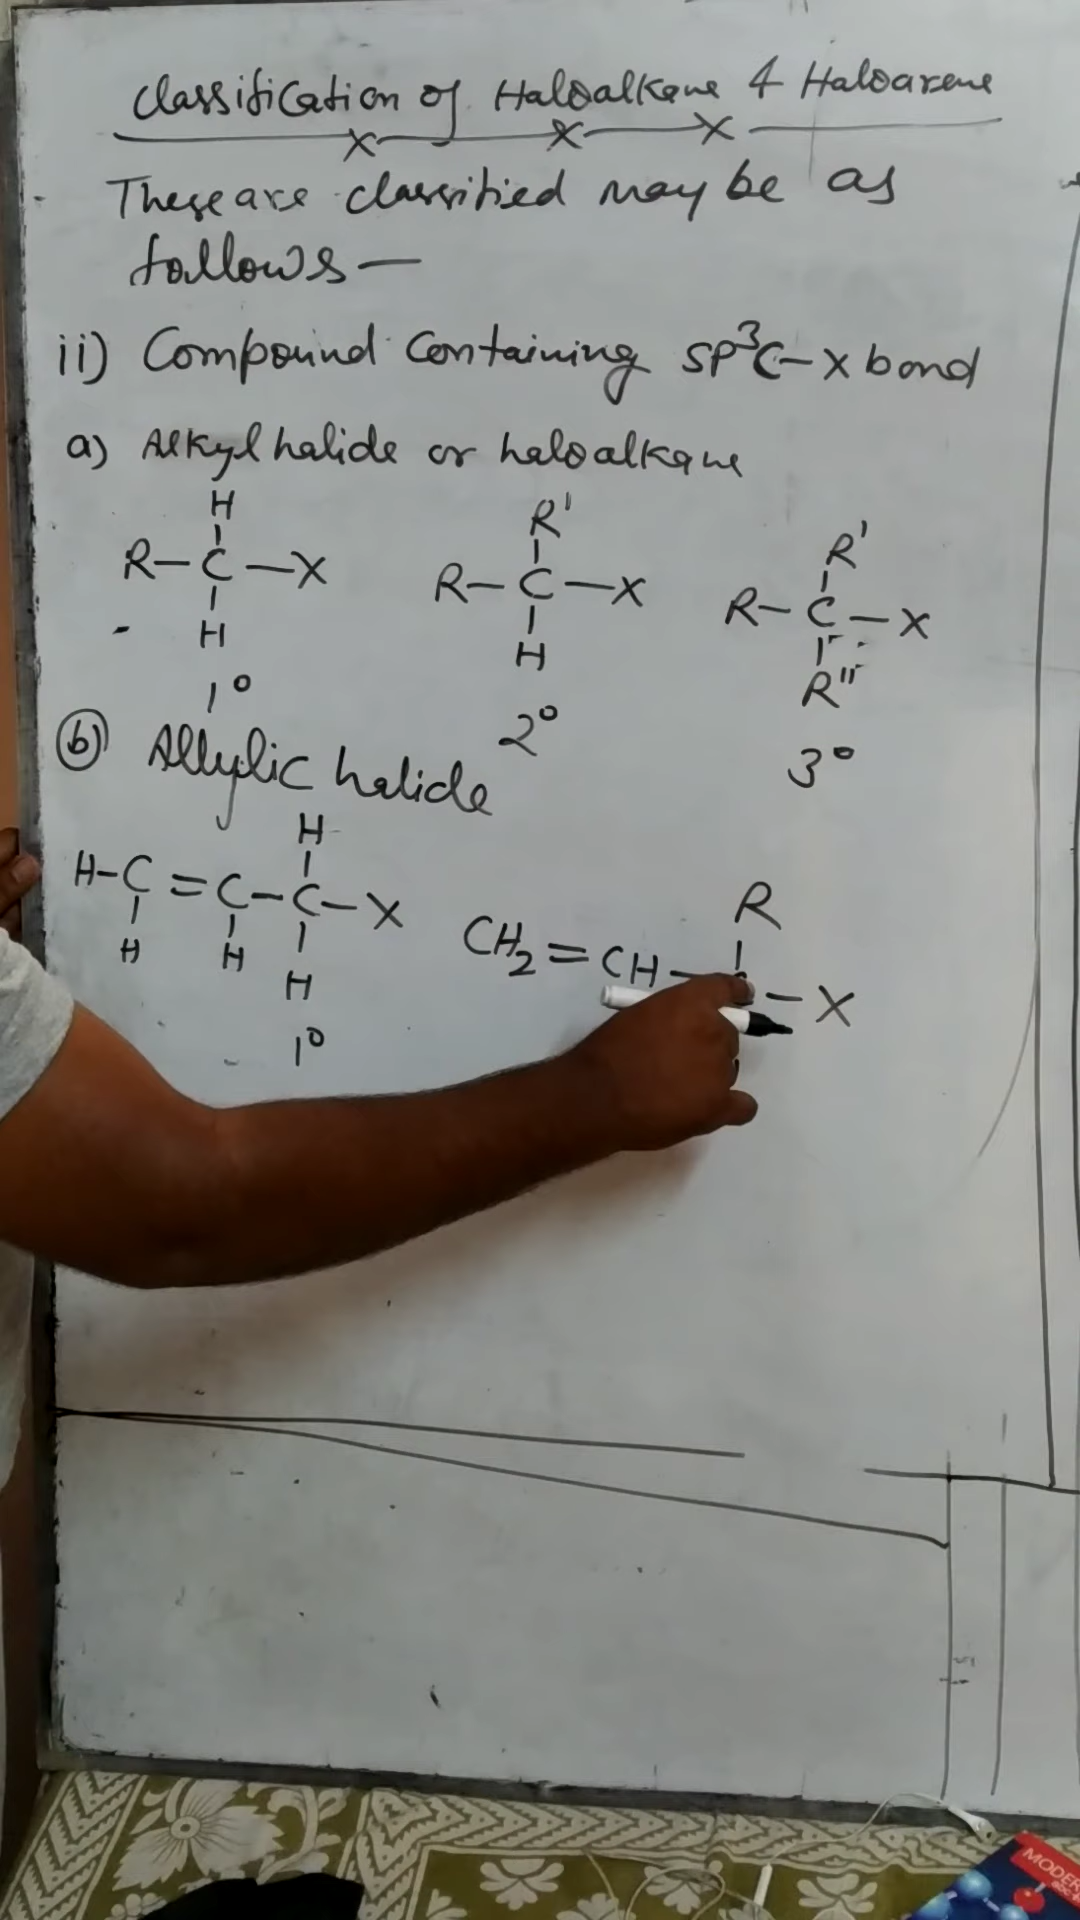 Classification of Haloalkane & Haloarene
These are classified may be as
follows —
ii) Compound Containing SP³C–X bond
a) Alkyl halide or haloalkane
H R' R'
R–C–X R–C–X R–C–X
H H R''
1° 2° 3°
(b) Allylic halide
H R
H–C=C–C–X CH₂=CH– –X
H H H
1°
MODERN